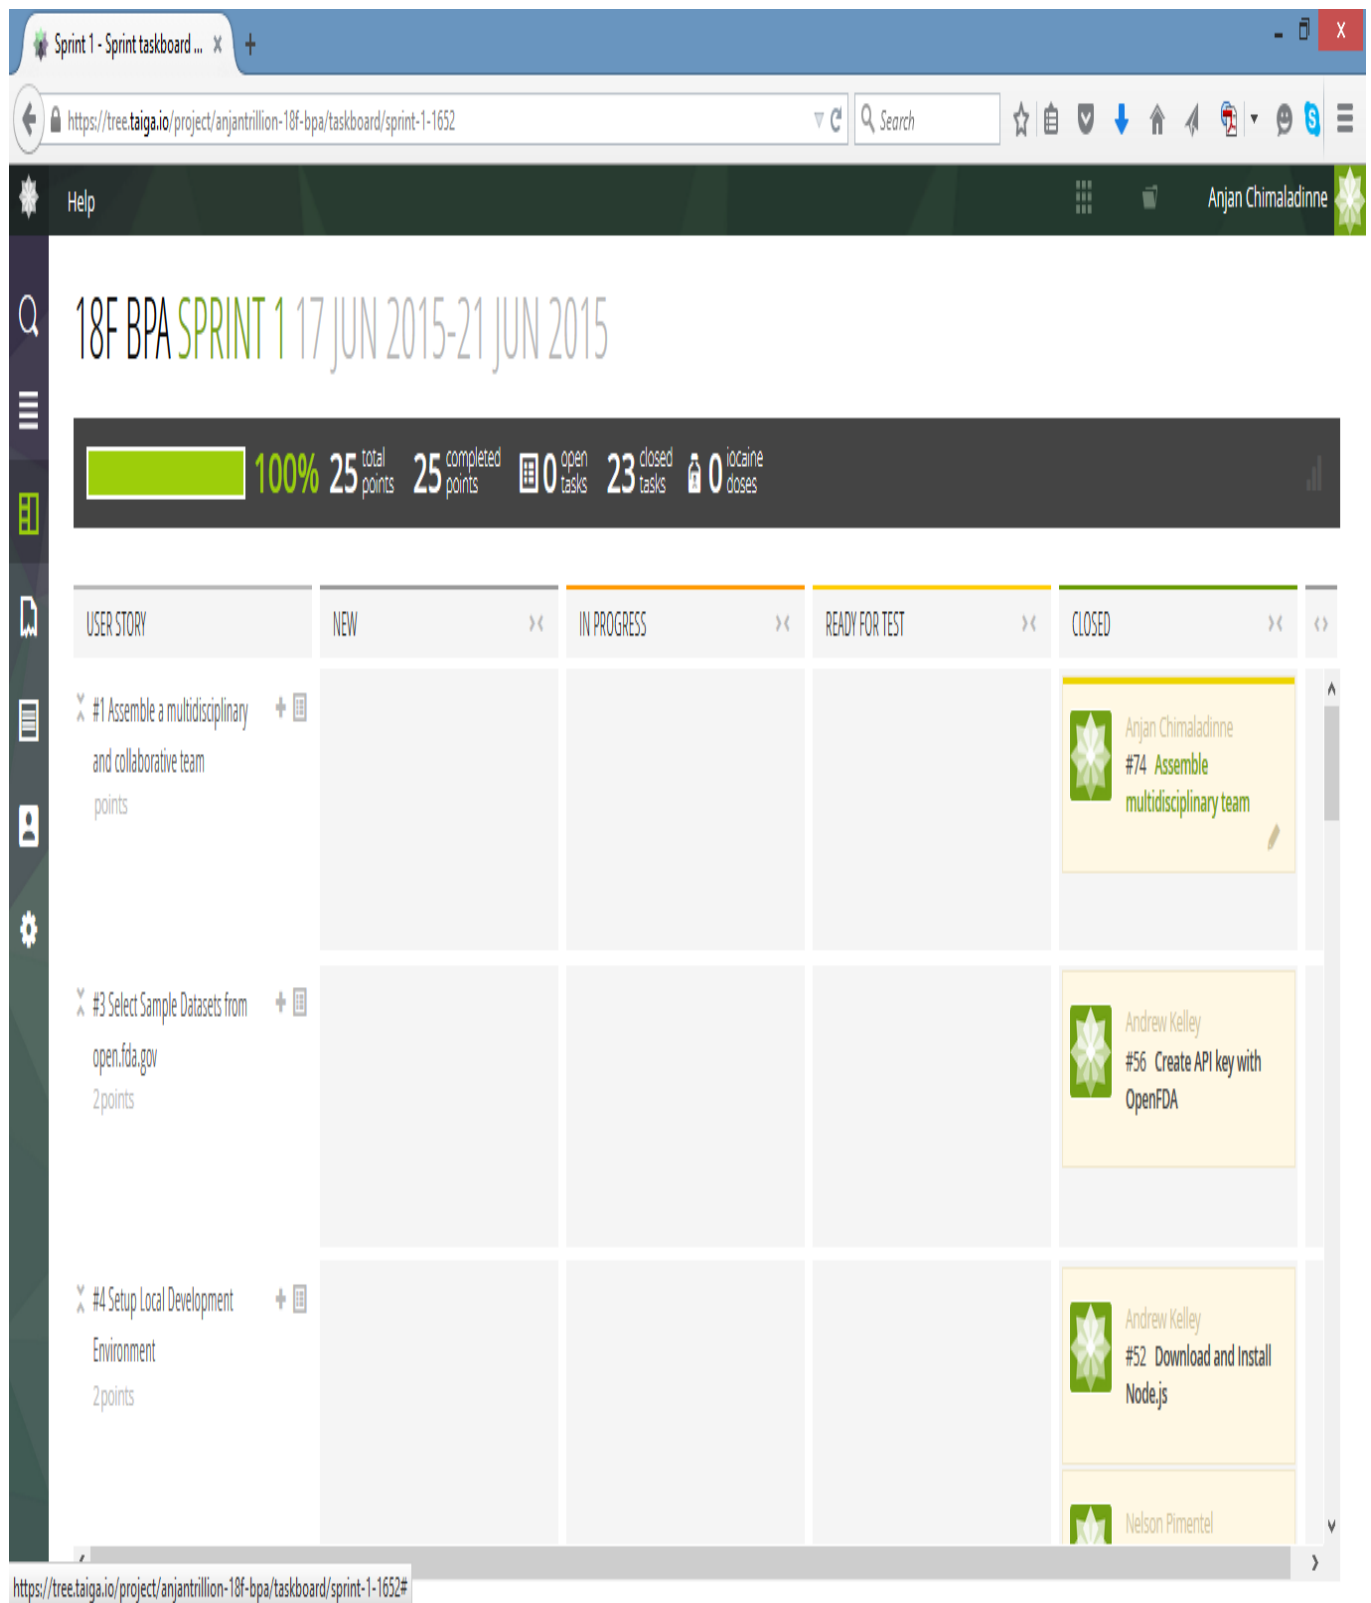 Sprint 1 - Sprint taskboard ...
https://tree.taiga.io/project/anjantrillion-18f-bpa/taskboard/sprint-1-1652
Search
Help
Anjan Chimaladinne
18F BPA SPRINT 1 17 JUN 2015-21 JUN 2015
100% 25 total points 25 completed points 0 open tasks 23 closed tasks 0 iocaine doses
USER STORY
NEW
IN PROGRESS
READY FOR TEST
CLOSED
#1 Assemble a multidisciplinary
and collaborative team
points
Anjan Chimaladinne
#74 Assemble
multidisciplinary team
#3 Select Sample Datasets from
open.fda.gov
2 points
Andrew Kelley
#56 Create API key with
OpenFDA
#4 Setup Local Development
Environment
2 points
Andrew Kelley
#52 Download and Install
Node.js
Nelson Pimentel
https://tree.taiga.io/project/anjantrillion-18f-bpa/taskboard/sprint-1-1652#